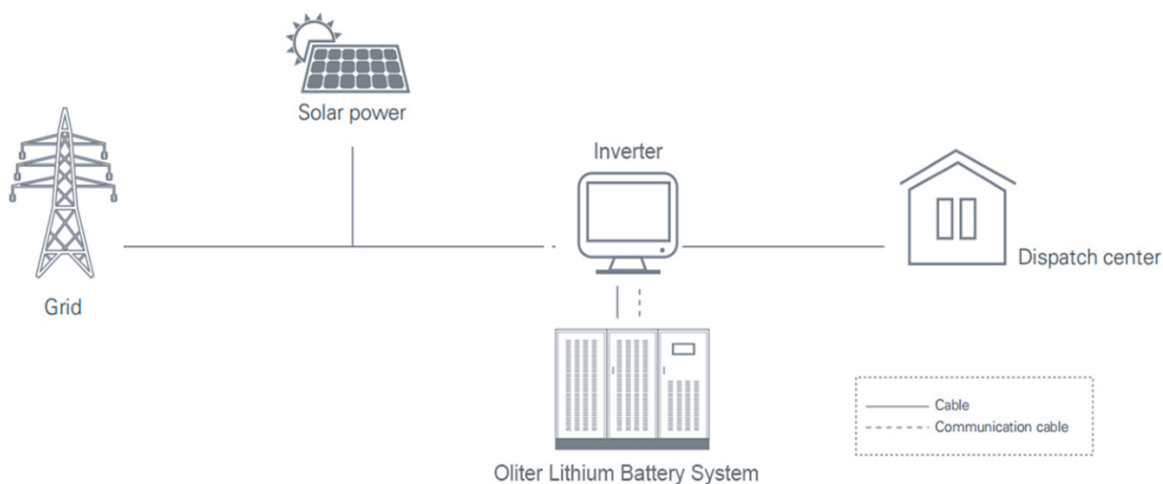 Solar power
Inverter
Grid
Dispatch center
Cable
Communication cable
Oliter Lithium Battery System